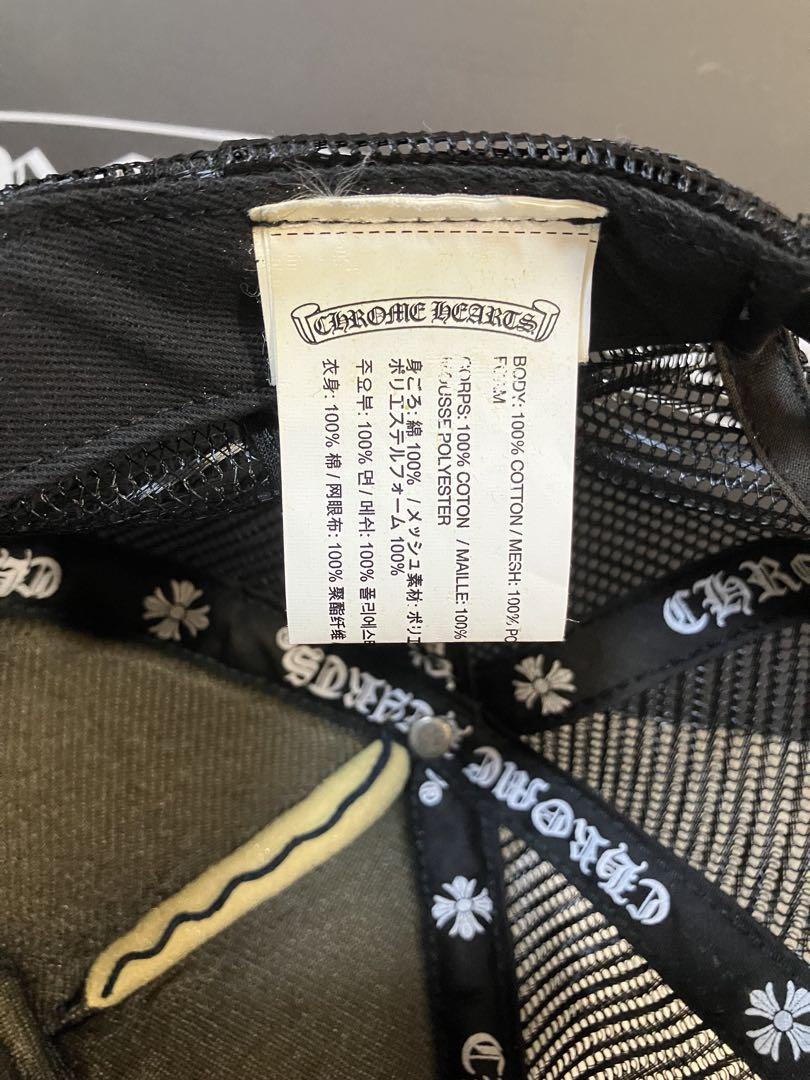 CHROME HEARTS
BODY: 100% COTTON / MESH: 100% PO
FOAM
CORPS: 100% COTON / MAILLE: 100%
MOUSSE POLYESTER
身ごろ: 綿 100% / メッシュ素材: ポリエ
ポリエステルフォーム 100%
주요부: 100% 면 / 메쉬: 100% 폴리에스테
衣身: 100% 棉 / 网眼布: 100% 聚酯纤维
CH
CHRO
CHROME